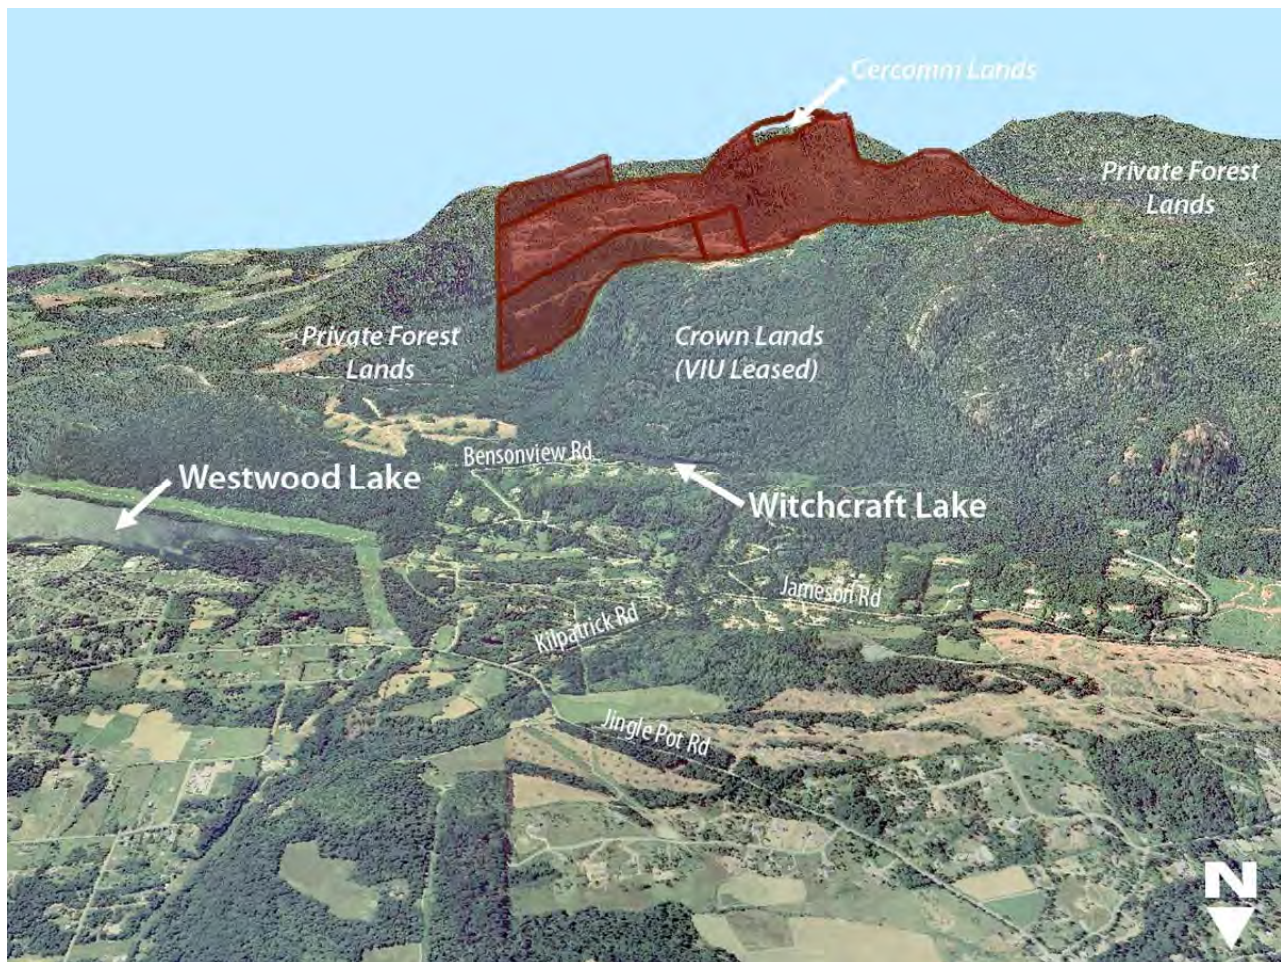 Gercomm Lands
Private Forest
Lands
Private Forest
Lands
Crown Lands
(VIU Leased)
Bensonview Rd
Westwood Lake
Witchcraft Lake
Jameson Rd
Kilpatrick Rd
Jingle Pot Rd
N